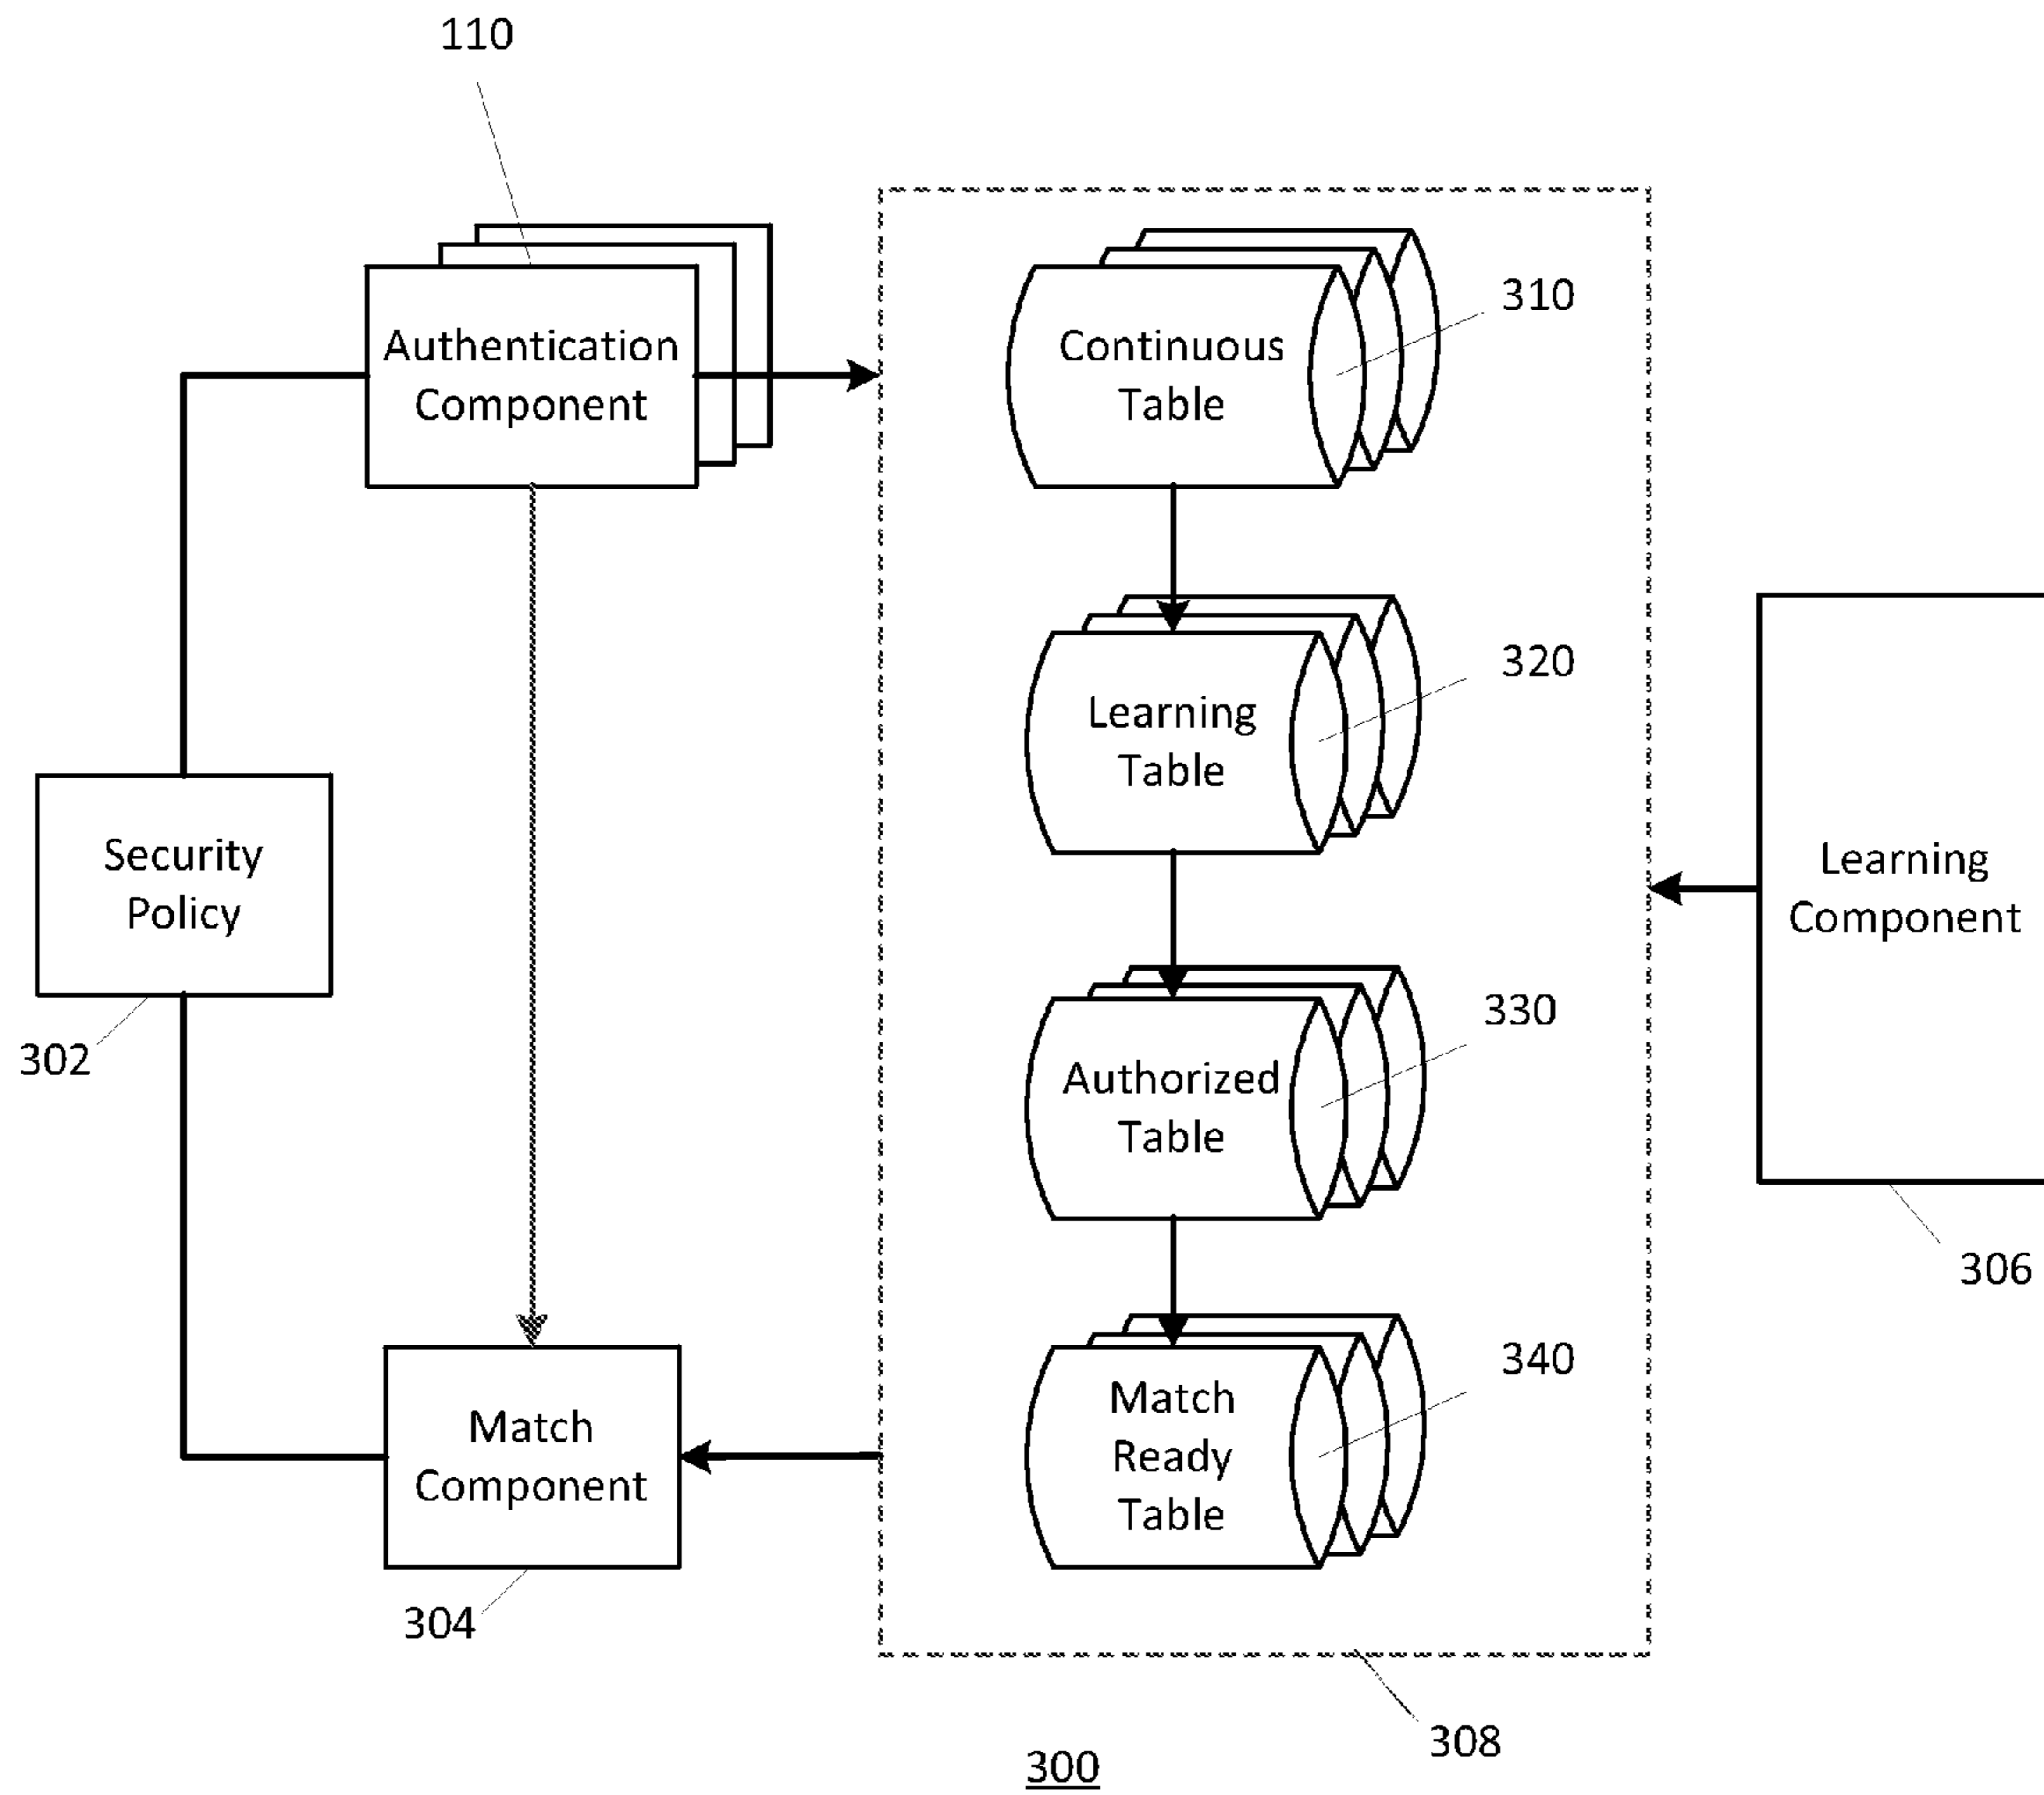 110
Authentication
Component
Continuous
Table
310
Learning
Table
320
Security
Policy
302
Learning
Component
306
Authorized
Table
330
Match
Ready
Table
340
Match
Component
304
308
300